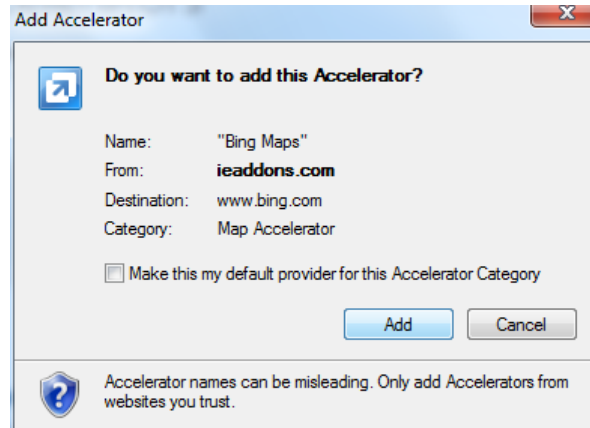 Add Accelerator
Do you want to add this Accelerator?
Name: "Bing Maps"
From: ieaddons.com
Destination: www.bing.com
Category: Map Accelerator
Make this my default provider for this Accelerator Category
Add Cancel
Accelerator names can be misleading. Only add Accelerators from
websites you trust.